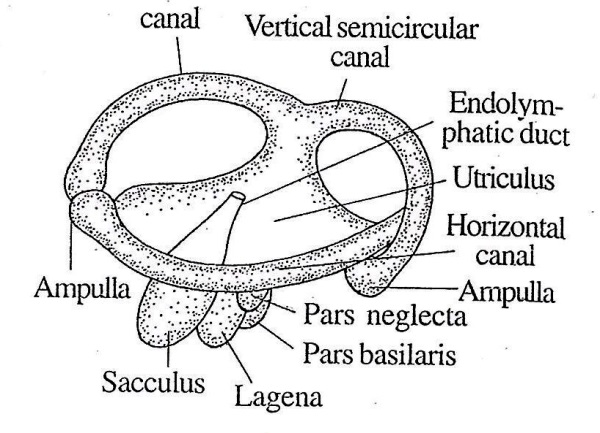 canal
Vertical semicircular
canal
Endolym-
phatic duct
Utriculus
Horizontal
canal
Ampulla
Ampulla
Pars neglecta
Pars basilaris
Sacculus
Lagena